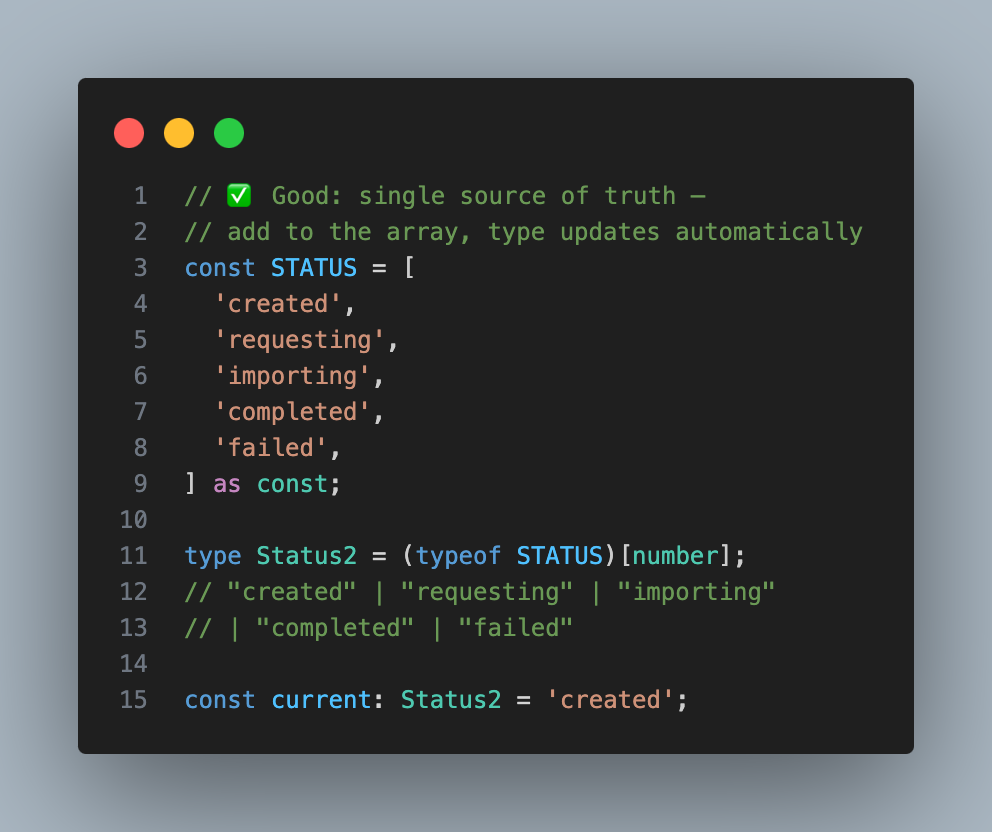 1 // ✅ Good: single source of truth —
2 // add to the array, type updates automatically
3 const STATUS = [
4   'created',
5   'requesting',
6   'importing',
7   'completed',
8   'failed',
9 ] as const;
10
11 type Status2 = (typeof STATUS)[number];
12 // "created" | "requesting" | "importing"
13 // | "completed" | "failed"
14
15 const current: Status2 = 'created';